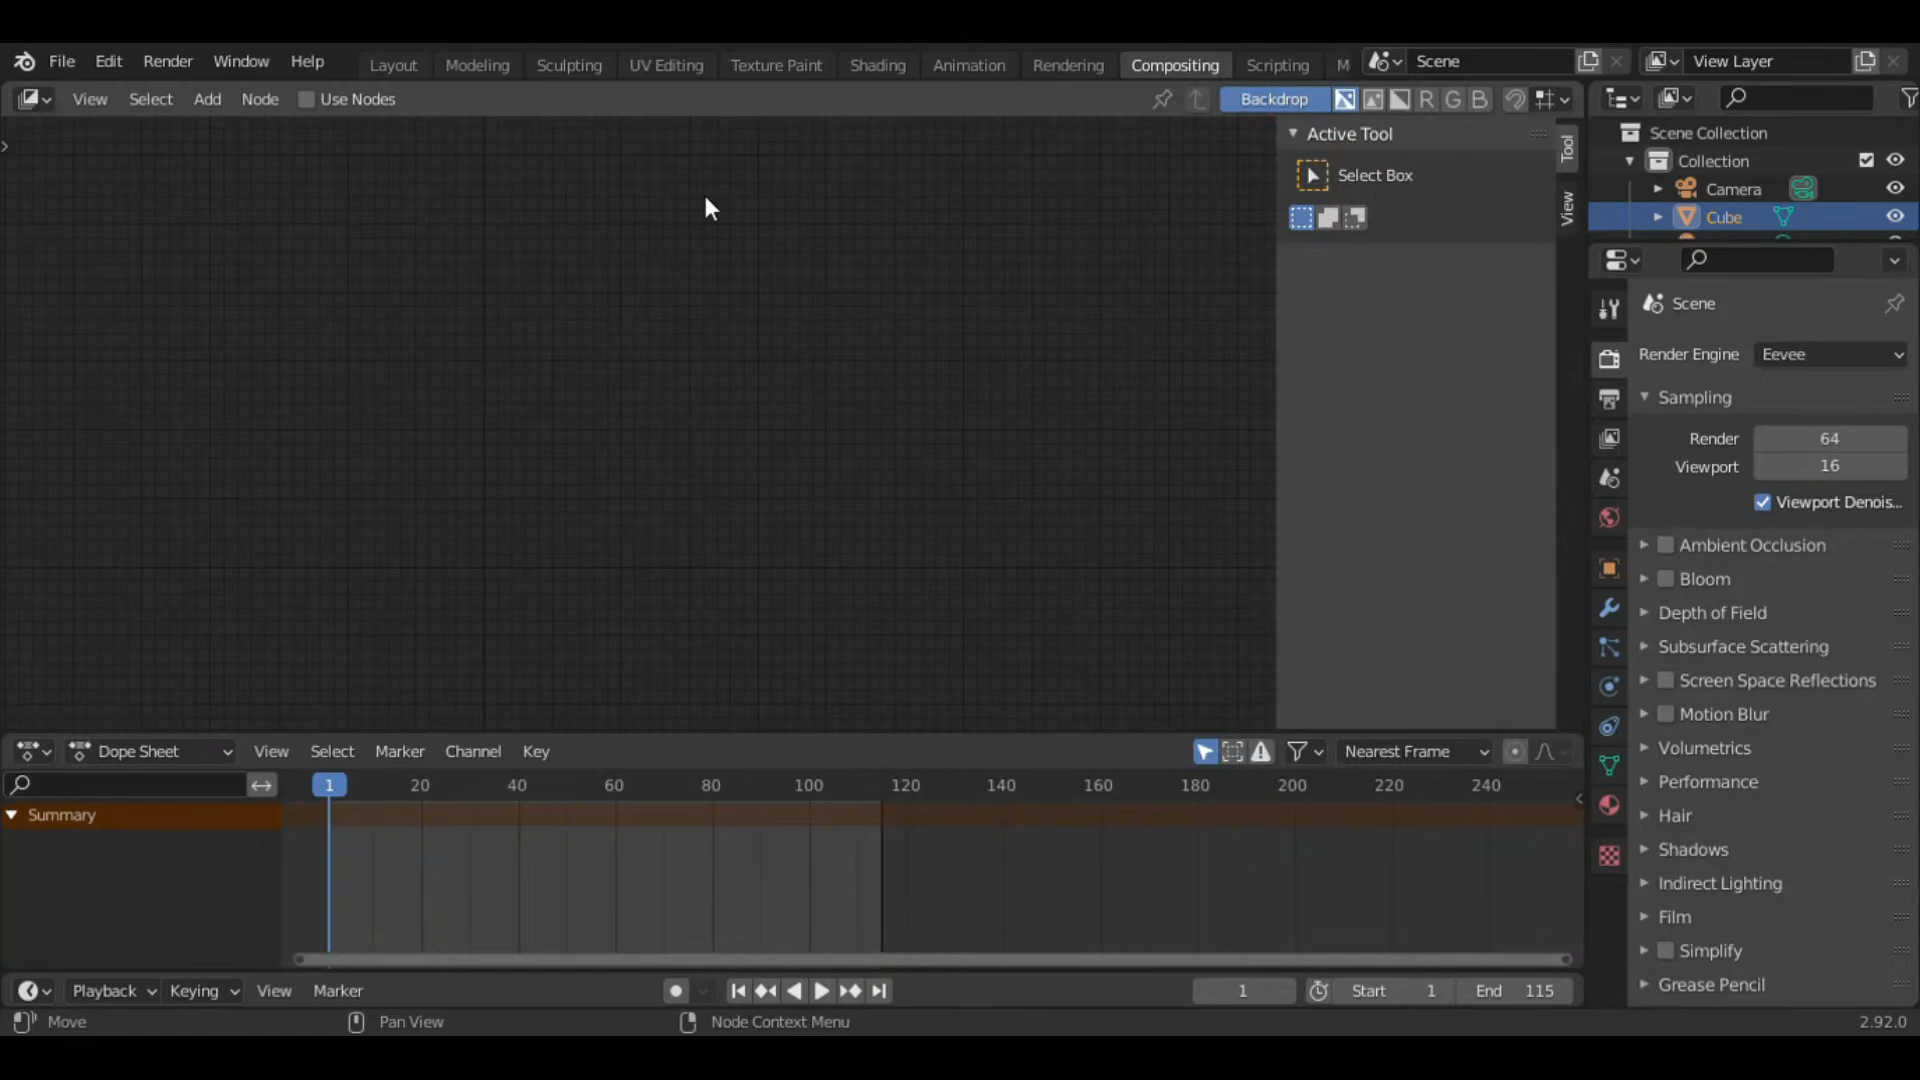 File Edit Render Window Help Layout Modeling Sculpting UV Editing Texture Paint Shading Animation Rendering Compositing Scripting M Scene View Layer
View Select Add Node Use Nodes Backdrop R G B
Active Tool
Select Box
Tool
View
Scene Collection
Collection
Camera
Cube
Scene
Render Engine Eevee
Sampling
Render 64
Viewport 16
Viewport Denois...
Ambient Occlusion
Bloom
Depth of Field
Subsurface Scattering
Screen Space Reflections
Motion Blur
Volumetrics
Performance
Hair
Shadows
Indirect Lighting
Film
Simplify
Grease Pencil
Dope Sheet View Select Marker Channel Key Nearest Frame
1 20 40 60 80 100 120 140 160 180 200 220 240
Summary
Playback Keying View Marker 1 Start 1 End 115
Move Pan View Node Context Menu 2.92.0